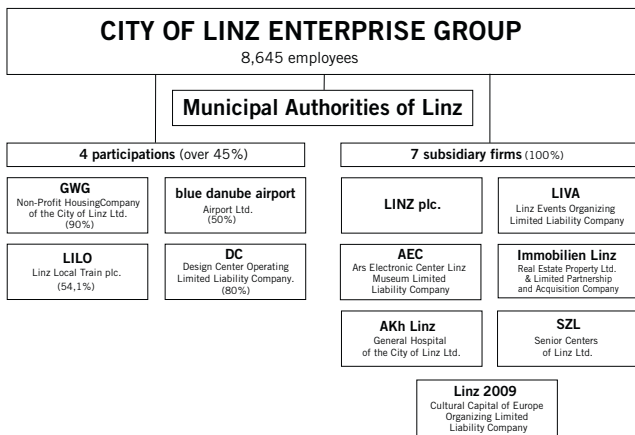 CITY OF LINZ ENTERPRISE GROUP
8,645 employees
Municipal Authorities of Linz
4 participations (over 45%)
GWG
Non-Profit HousingCompany
of the City of Linz Ltd.
(90%)
blue danube airport
Airport Ltd.
(50%)
LILO
Linz Local Train plc.
(54,1%)
DC
Design Center Operating
Limited Liability Company.
(80%)
7 subsidiary firms (100%)
LINZ plc.
LIVA
Linz Events Organizing
Limited Liability Company
AEC
Ars Electronic Center Linz
Museum Limited
Liability Company
Immobilien Linz
Real Estate Property Ltd.
& Limited Partnership
and Acquisition Company
AKh Linz
General Hospital
of the City of Linz Ltd.
SZL
Senior Centers
of Linz Ltd.
Linz 2009
Cultural Capital of Europe
Organizing Limited
Liability Company